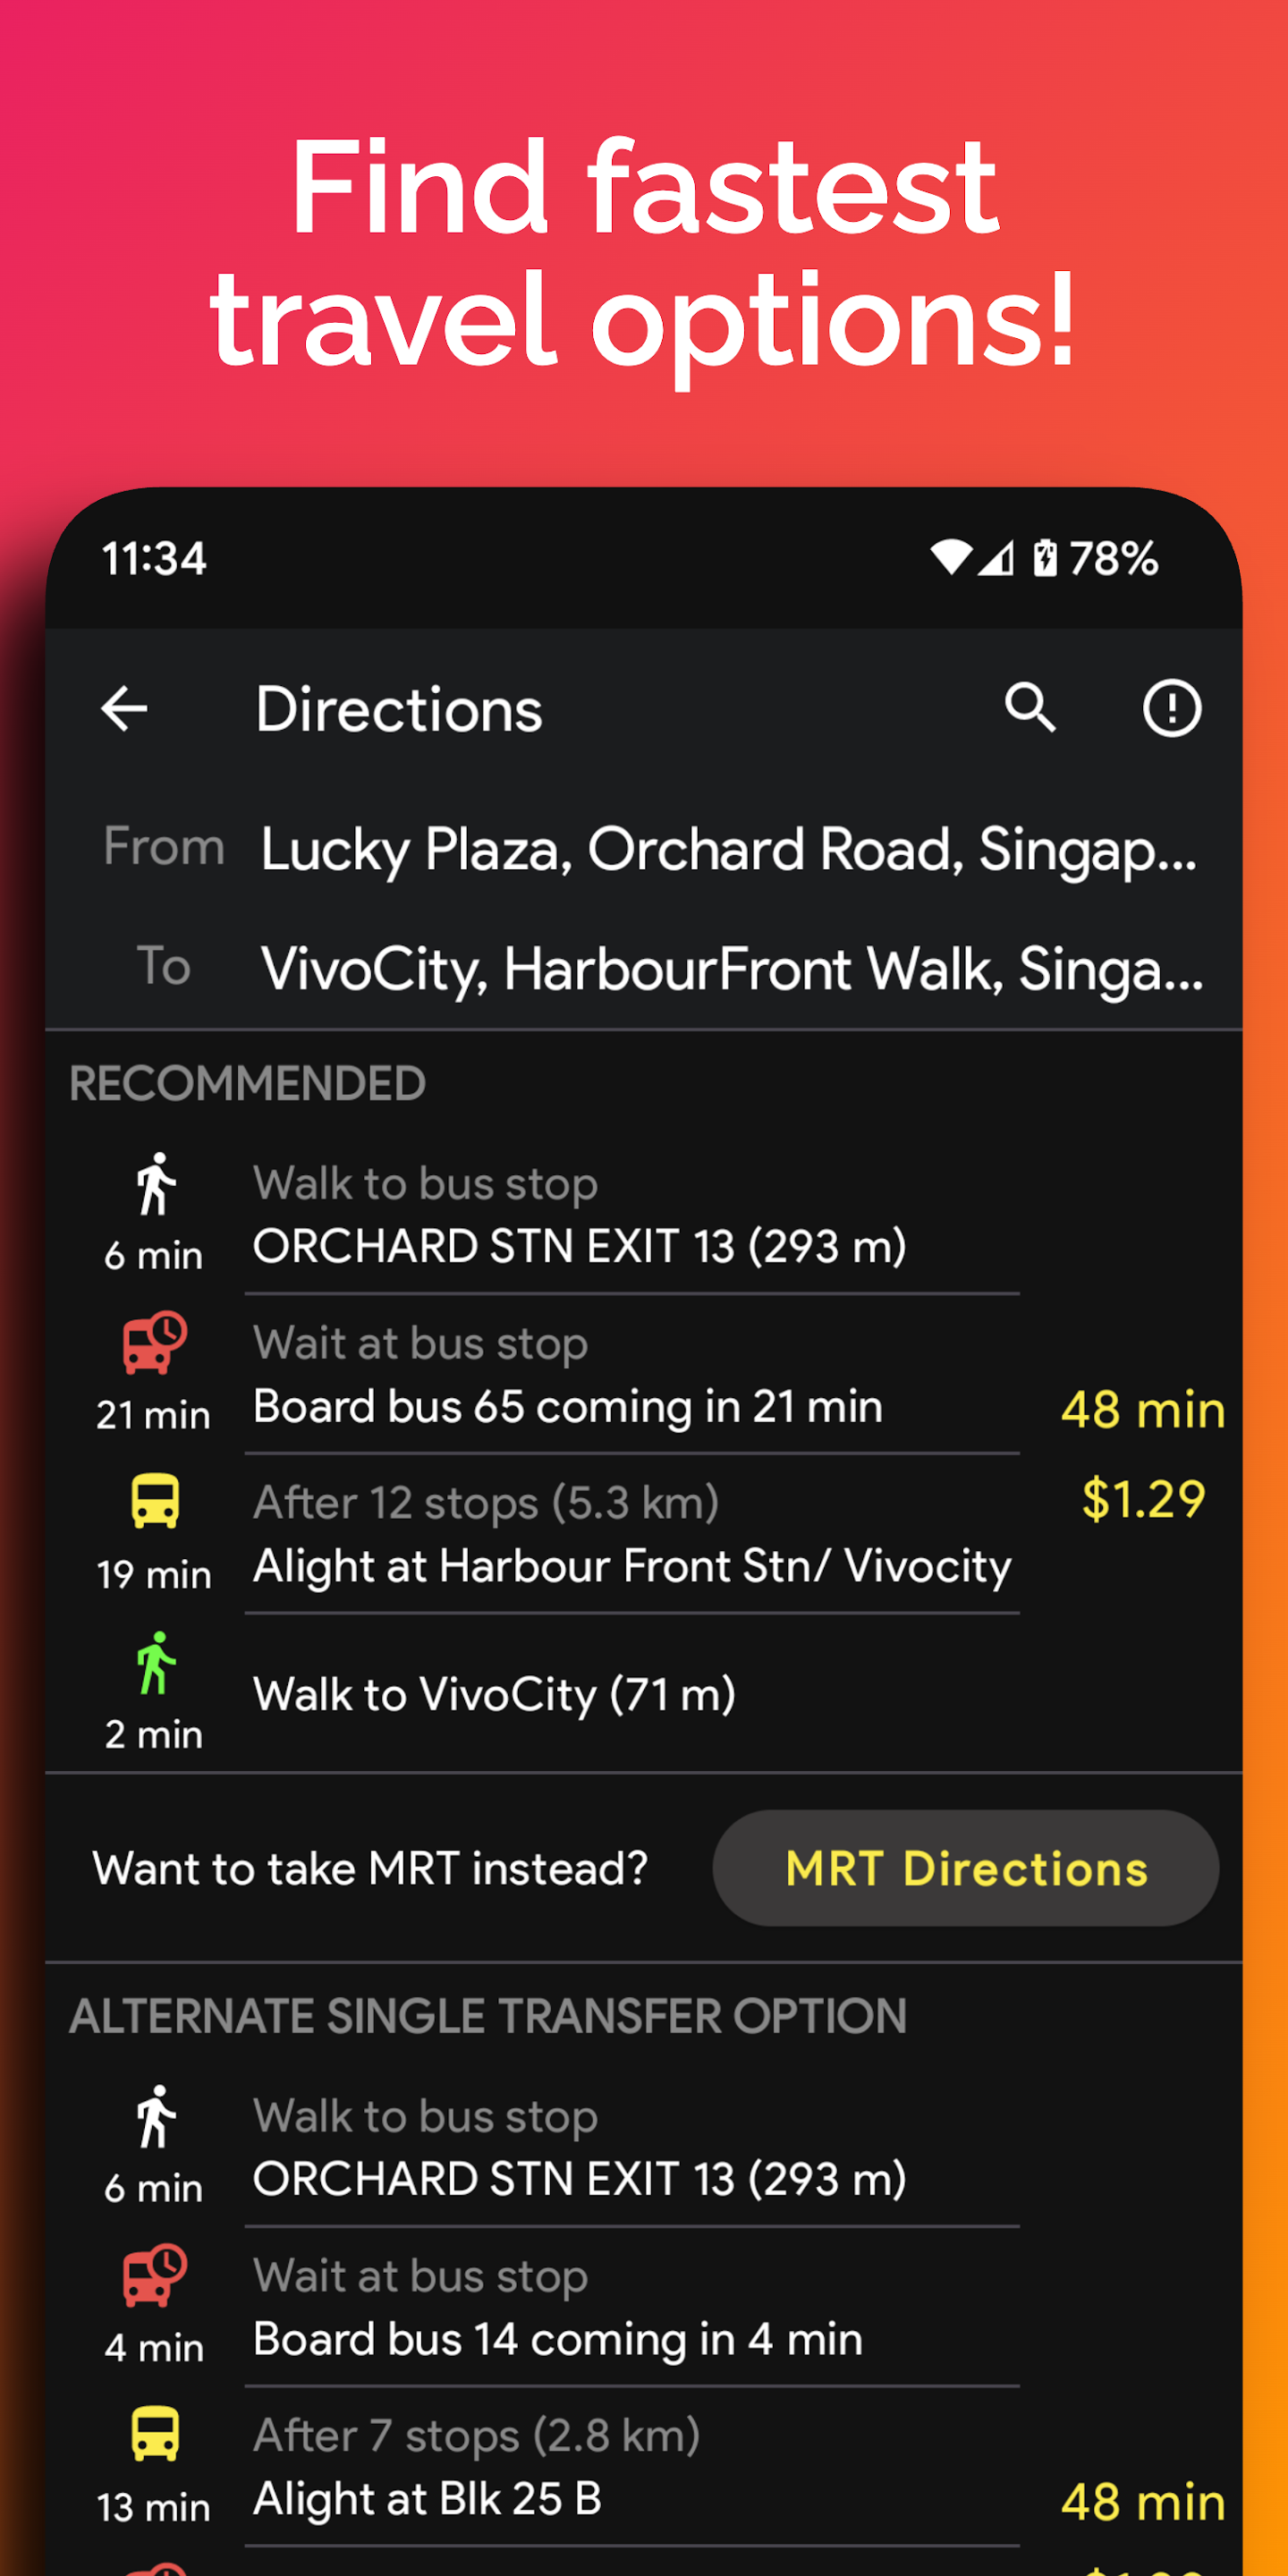 Find fastest
travel options!
11:34
78%
Directions
From
Lucky Plaza, Orchard Road, Singap...
To
VivoCity, HarbourFront Walk, Singa...
RECOMMENDED
Walk to bus stop
6 min
ORCHARD STN EXIT 13 (293 m)
Wait at bus stop
21 min
Board bus 65 coming in 21 min
48 min
After 12 stops (5.3 km)
$1.29
19 min
Alight at Harbour Front Stn/ Vivocity
Walk to VivoCity (71 m)
2 min
Want to take MRT instead?
MRT Directions
ALTERNATE SINGLE TRANSFER OPTION
Walk to bus stop
6 min
ORCHARD STN EXIT 13 (293 m)
Wait at bus stop
4 min
Board bus 14 coming in 4 min
After 7 stops (2.8 km)
13 min
Alight at Blk 25 B
48 min